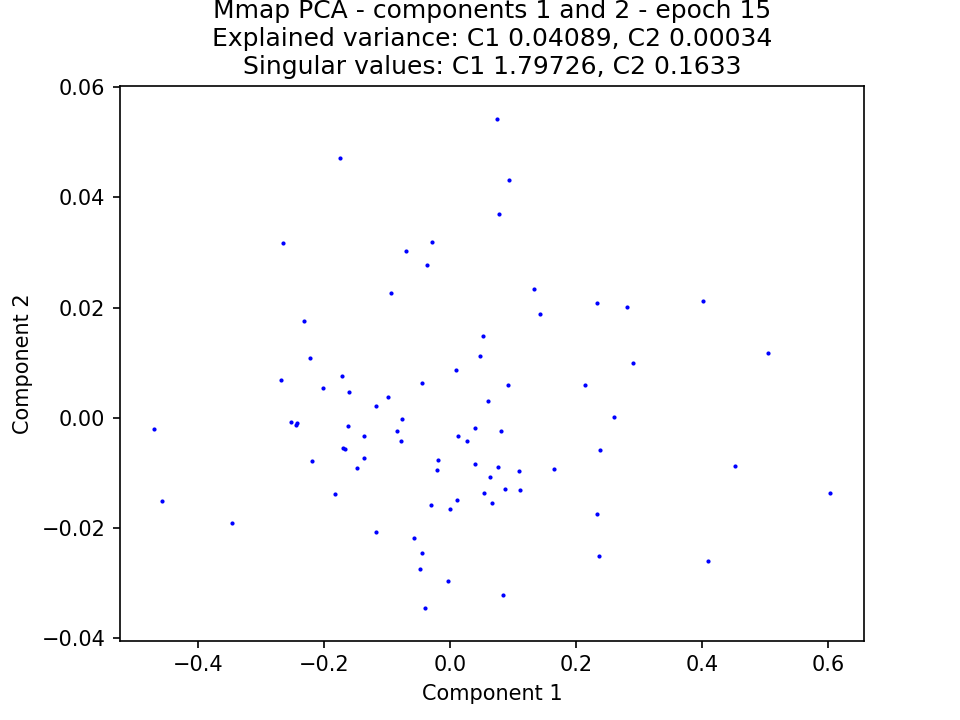 Mmap PCA - components 1 and 2 - epoch 15
Explained variance: C1 0.04089, C2 0.00034
Singular values: C1 1.79726, C2 0.1633
0.06
0.04
0.02
0.00
−0.02
−0.04
Component 2
−0.4
−0.2
0.0
0.2
0.4
0.6
Component 1